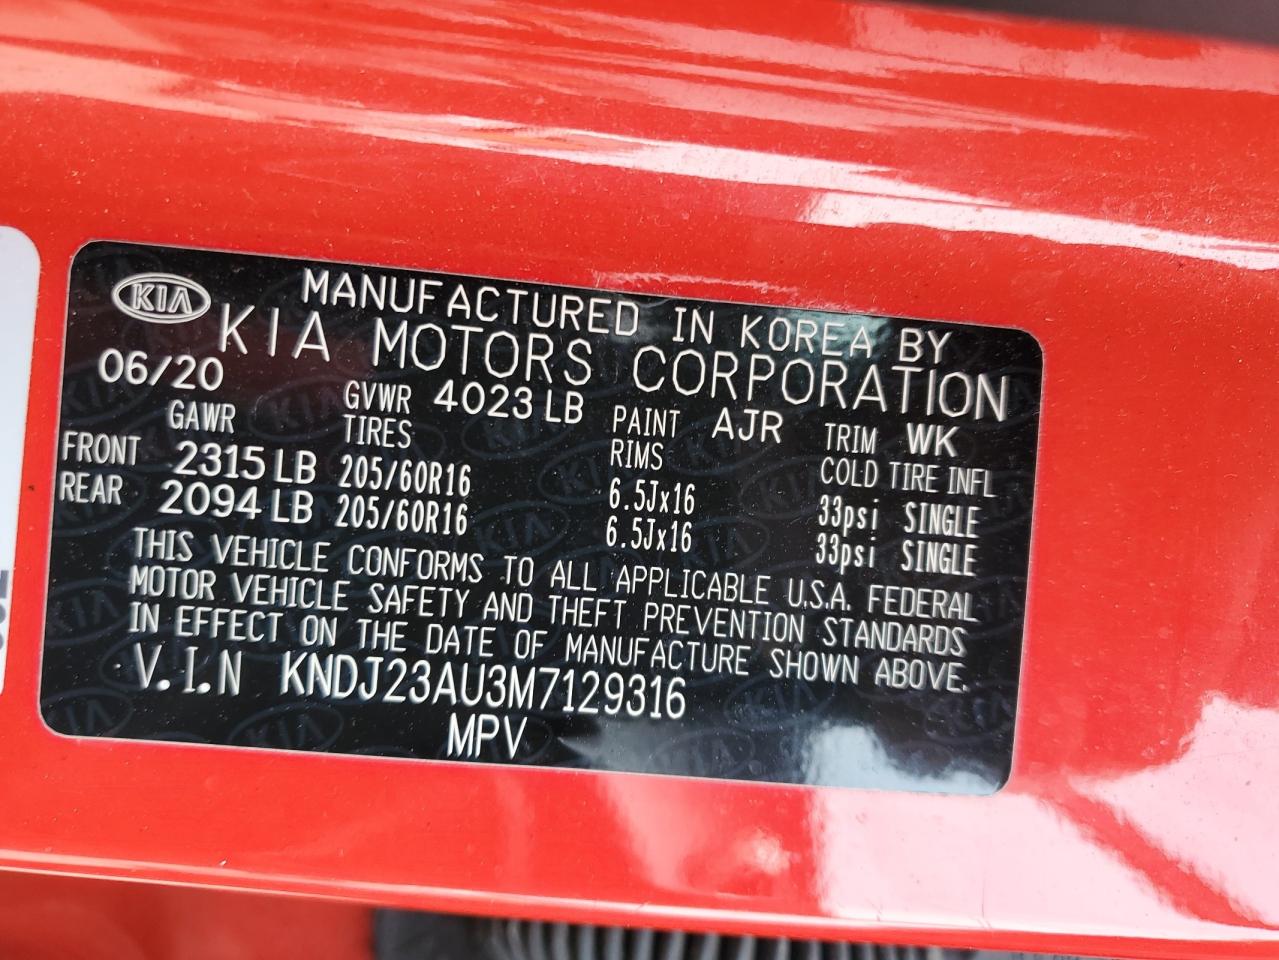 KIA MANUFACTURED IN KOREA BY
KIA MOTORS CORPORATION
06/20 GVWR 4023 LB PAINT AJR TRIM WK
GAWR TIRES RIMS COLD TIRE INFL
FRONT 2315 LB 205/60R16 6.5Jx16 33psi SINGLE
REAR 2094 LB 205/60R16 6.5Jx16 33psi SINGLE
THIS VEHICLE CONFORMS TO ALL APPLICABLE U.S.A. FEDERAL
MOTOR VEHICLE SAFETY AND THEFT PREVENTION STANDARDS
IN EFFECT ON THE DATE OF MANUFACTURE SHOWN ABOVE.
V.I.N KNDJ23AU3M7129316
MPV